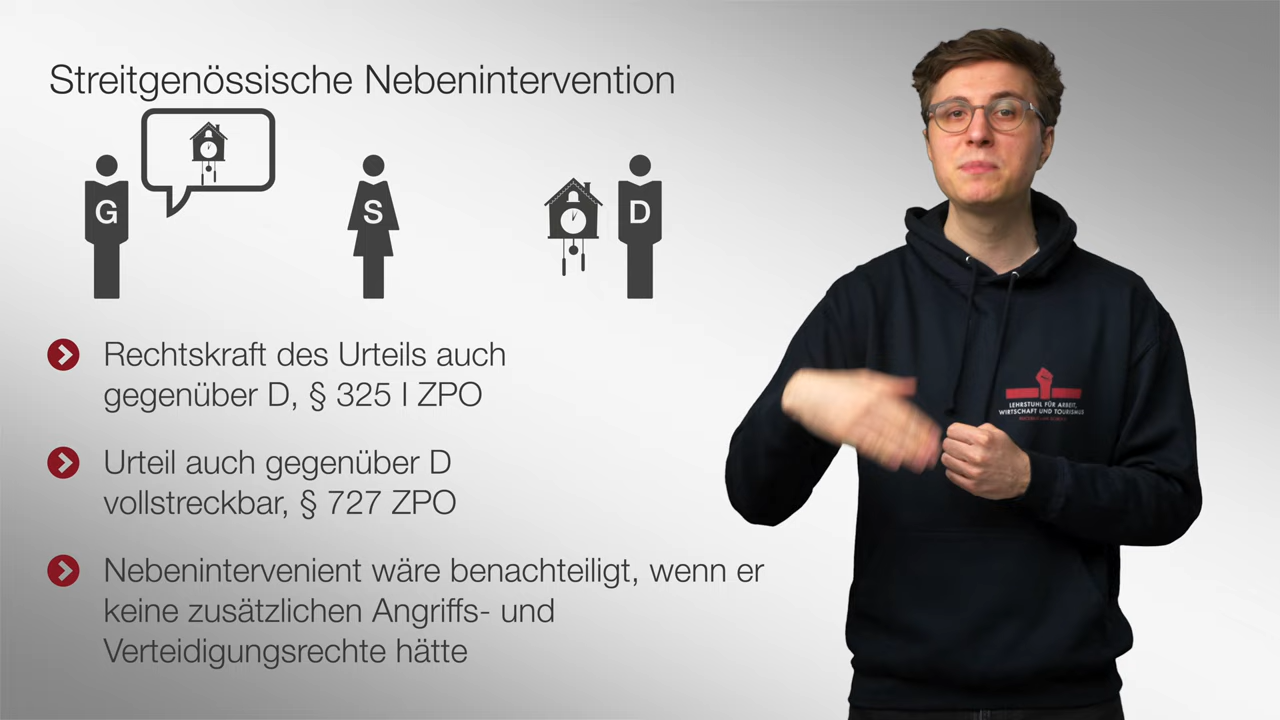 Streitgenössische Nebenintervention
G
S
D
Rechtskraft des Urteils auch
gegenüber D, § 325 I ZPO
Urteil auch gegenüber D
vollstreckbar, § 727 ZPO
Nebenintervenient wäre benachteiligt, wenn er
keine zusätzlichen Angriffs- und
Verteidigungsrechte hätte
LEHRSTUHL FÜR ARBEIT,
WIRTSCHAFT UND TOURISMUS